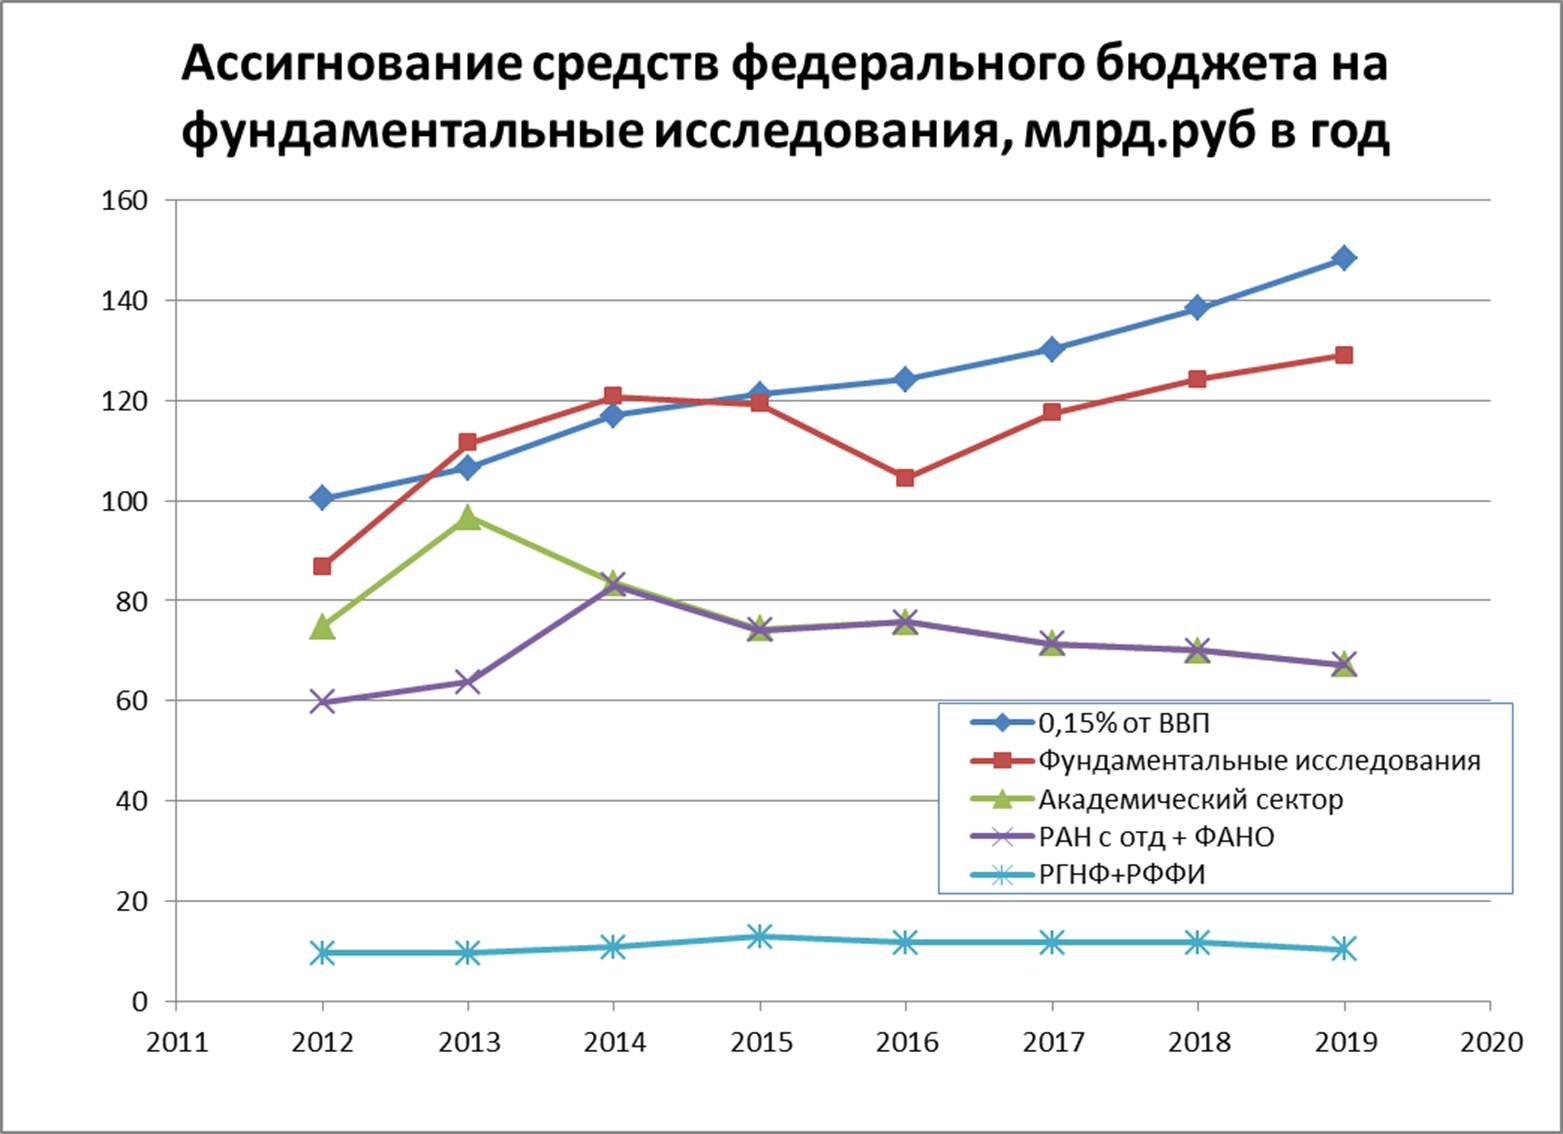 Ассигнование средств федерального бюджета на
фундаментальные исследования, млрд.руб в год
160
140
120
100
80
60
40
20
0
2011 2012 2013 2014 2015 2016 2017 2018 2019 2020
0,15% от ВВП
Фундаментальные исследования
Академический сектор
РАН с отд + ФАНО
РГНФ+РФФИ